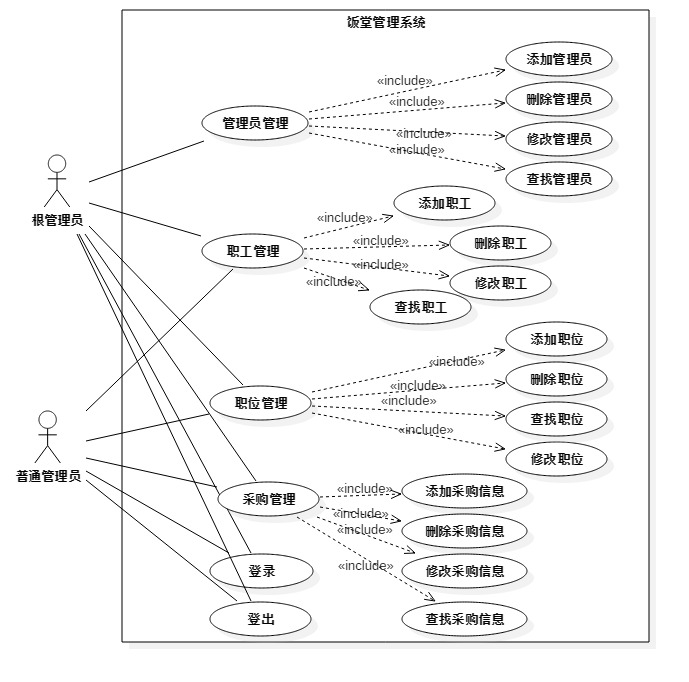 饭堂管理系统
添加管理员
«include»
删除管理员
«include»
管理员管理
«include»
修改管理员
«include»
查找管理员
根管理员
添加职工
«include»
职工管理
«include»
删除职工
«include»
修改职工
«include»
查找职工
添加职位
«include»
删除职位
«include»
职位管理
«include»
查找职位
«include»
修改职位
普通管理员
采购管理
«include»
添加采购信息
«include»
删除采购信息
«include»
修改采购信息
«include»
登录
登出
查找采购信息